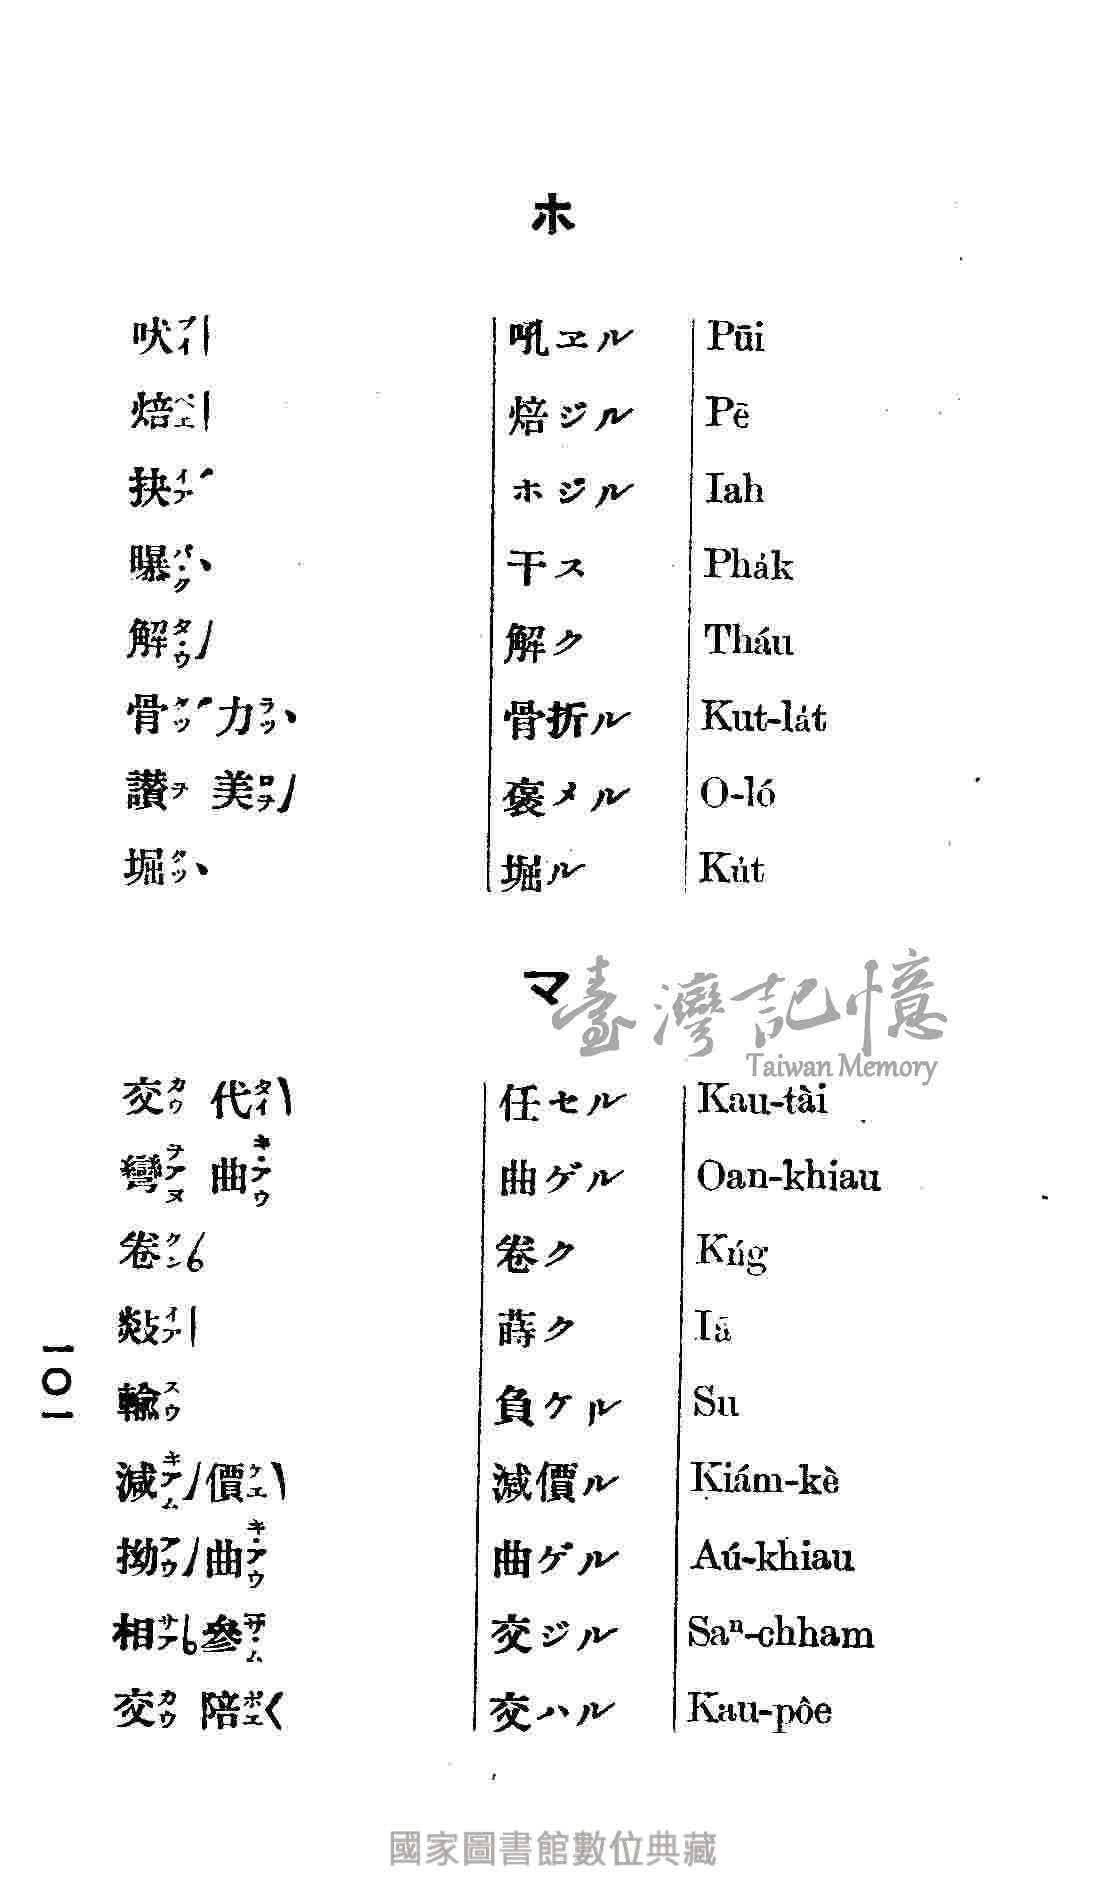 ホ
吠プイ 吼ヱル Pūi
焙ペエ 焙ジル Pē
抉イア ホジル Iah
曝パク 干ス Pha̍k
解タウ 解ク Tháu
骨クツ 力ラツ 骨折ル Kut-la̍t
讃ヲ 美ロヲ 褒メル O-ló
堀クツ 堀ル Ku̍t
マ
臺灣記憶
Taiwan Memory
交カウ 代タイ 任セル Kau-tài
彎ヲアヌ 曲キアウ 曲ゲル Oan-khiau
卷クン 卷ク Kńg
イア 蒔ク Iā
輸スウ 負ケル Su
減キアム 價ケエ 減價ル Kiám-kè
拗アウ 曲キアウ 曲ゲル Aú-khiau
相サア 參サム 交ジル Saⁿ-chham
交カウ 陪ポエ 交ハル Kau-pôe
一〇一
國家圖書館數位典藏